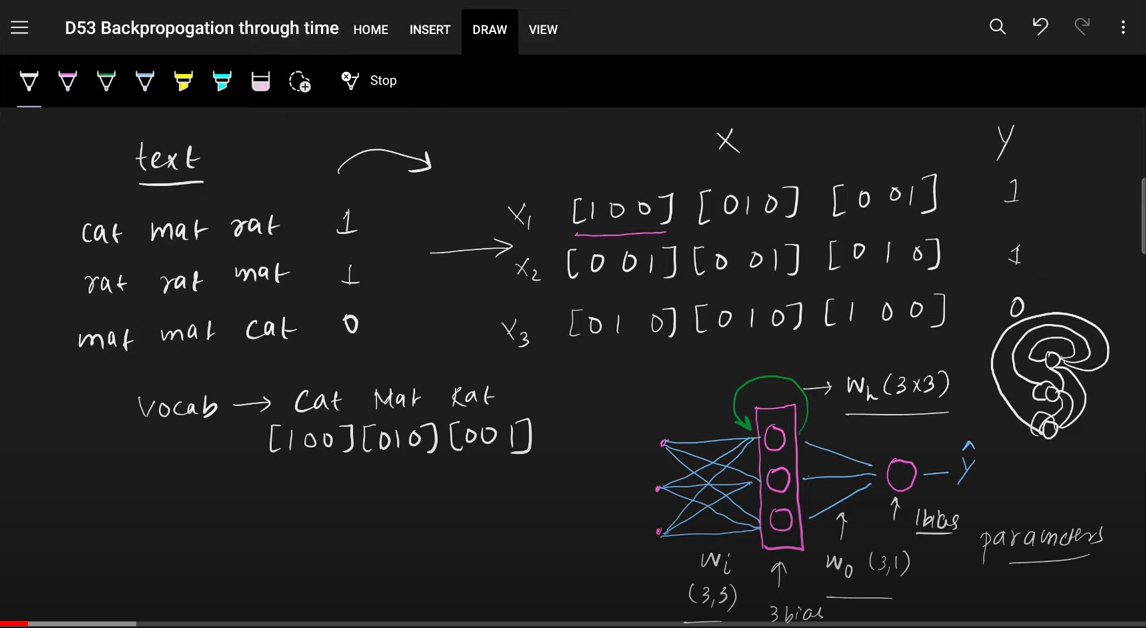 D53 Backpropogation through time HOME INSERT DRAW VIEW
Stop
text
X Y
cat mat rat 1
rat rat mat 1
mat mat cat 0
X1 [1 0 0] [0 1 0] [0 0 1] 1
X2 [0 0 1] [0 0 1] [0 1 0] 1
X3 [0 1 0] [0 1 0] [1 0 0] 0
Vocab → Cat Mat Rat
[1 0 0] [0 1 0] [0 0 1]
→ Wh (3x3)
ŷ
1 bias
parameters
Wi
(3,3)
3 bias
Wo (3,1)